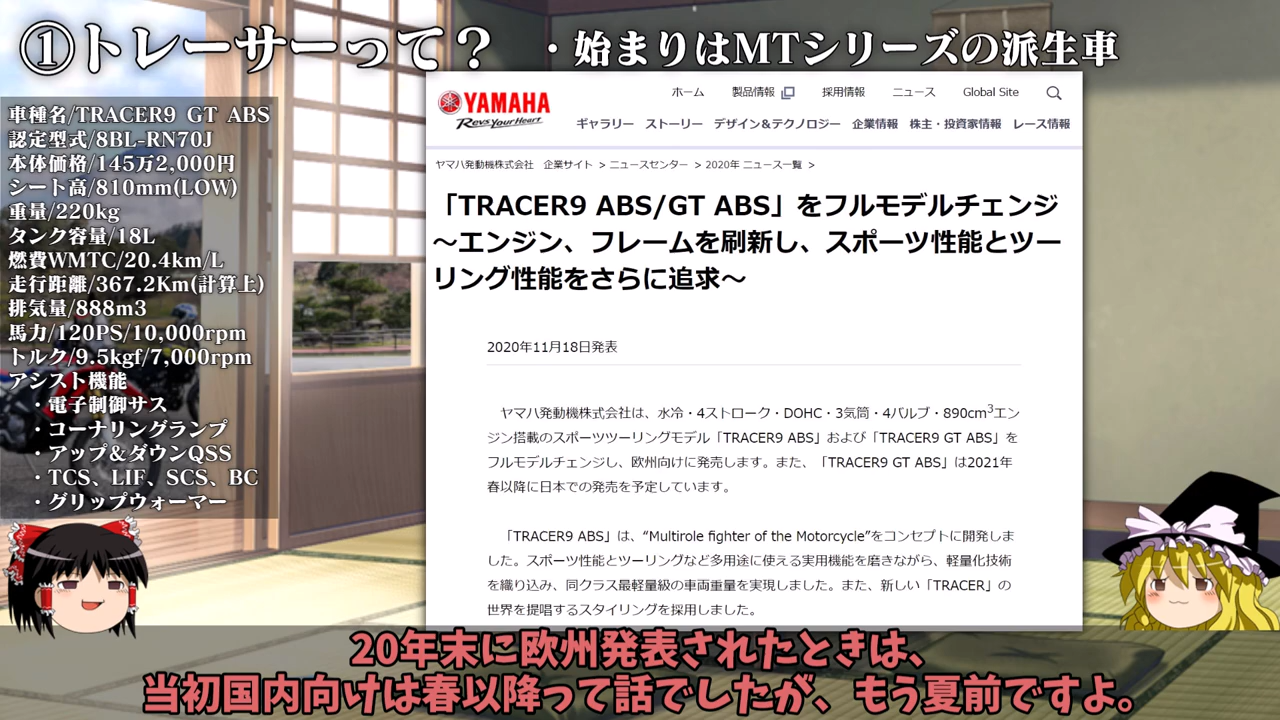 ①トレーサーって？
・始まりはMTシリーズの派生車
車種名/TRACER9 GT ABS
認定型式/8BL-RN70J
本体価格/145万2,000円
シート高/810mm(LOW)
重量/220kg
タンク容量/18L
燃費WMTC/20.4km/L
走行距離/367.2Km(計算上)
排気量/888m3
馬力/120PS/10,000rpm
トルク/9.5kgf/7,000rpm
アシスト機能
・電子制御サス
・コーナリングランプ
・アップ&ダウンQSS
・TCS、LIF、SCS、BC
・グリップウォーマー
YAMAHA
Revs Your Heart
ホーム 製品情報 採用情報 ニュース Global Site
ギャラリー ストーリー デザイン＆テクノロジー 企業情報 株主・投資家情報 レース情報
ヤマハ発動機株式会社 企業サイト > ニュースセンター > 2020年 ニュース一覧 >
「TRACER9 ABS/GT ABS」をフルモデルチェンジ
～エンジン、フレームを刷新し、スポーツ性能とツー
リング性能をさらに追求～
2020年11月18日発表
ヤマハ発動機株式会社は、水冷・4ストローク・DOHC・3気筒・4バルブ・890cm3エン
ジン搭載のスポーツツーリングモデル「TRACER9 ABS」および「TRACER9 GT ABS」を
フルモデルチェンジし、欧州向けに発売します。また、「TRACER9 GT ABS」は2021年
春以降に日本での発売を予定しています。
「TRACER9 ABS」は、“Multirole fighter of the Motorcycle”をコンセプトに開発しま
した。スポーツ性能とツーリングなど多用途に使える実用機能を磨きながら、軽量化技術
を織り込み、同クラス最軽量級の車両重量を実現しました。また、新しい「TRACER」の
世界を提唱するスタイリングを採用しました。
20年末に欧州発表されたときは、
当初国内向けは春以降って話でしたが、もう夏前ですよ。